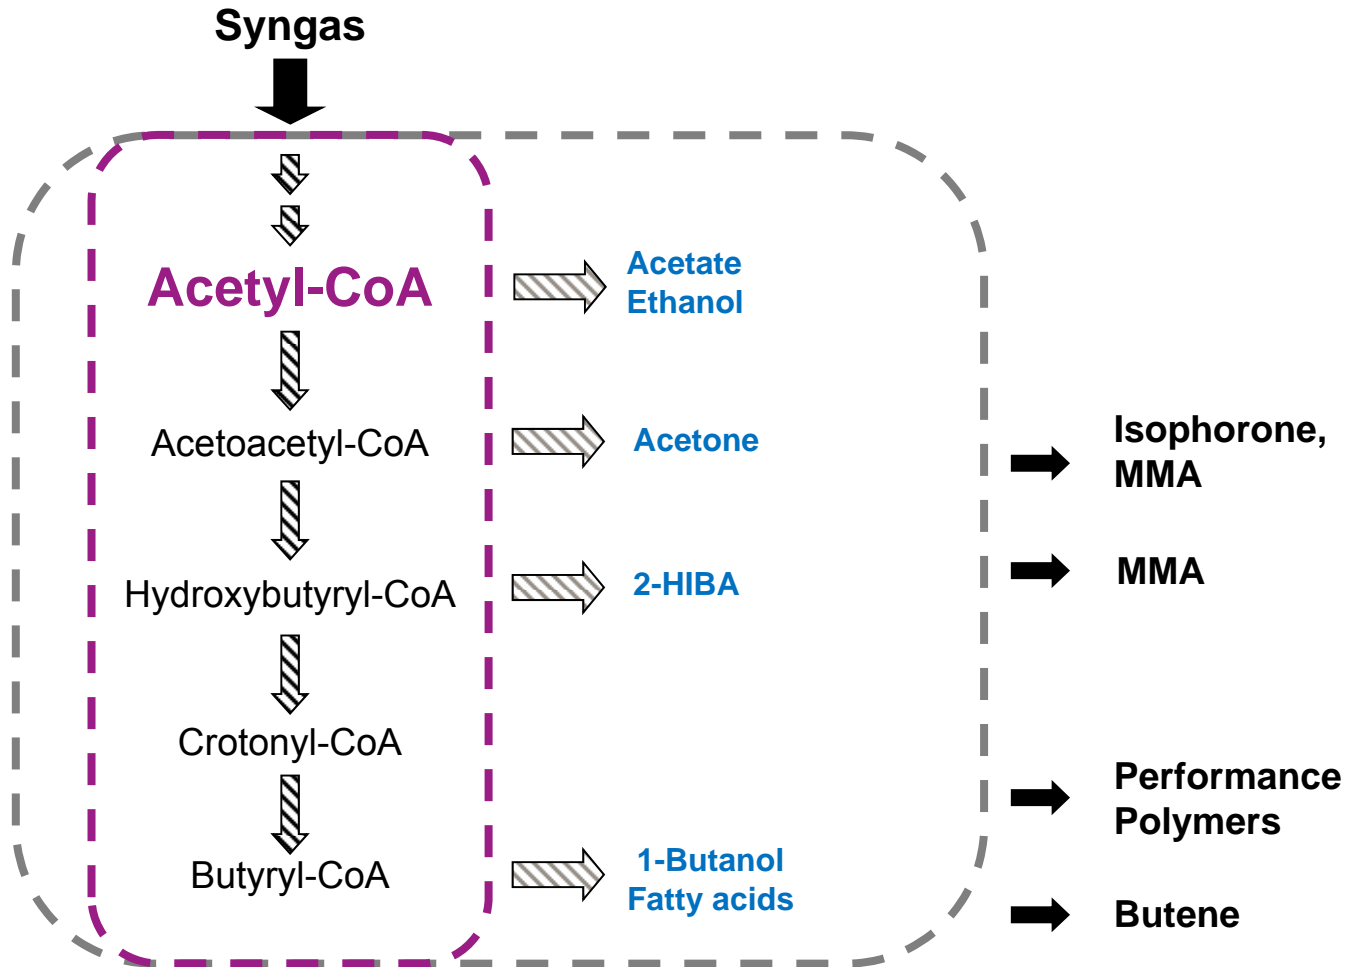 Syngas
Acetyl-CoA
Acetate
Ethanol
Acetoacetyl-CoA
Acetone
Isophorone,
MMA
Hydroxybutyryl-CoA
2-HIBA
MMA
Crotonyl-CoA
Performance
Polymers
Butyryl-CoA
1-Butanol
Fatty acids
Butene